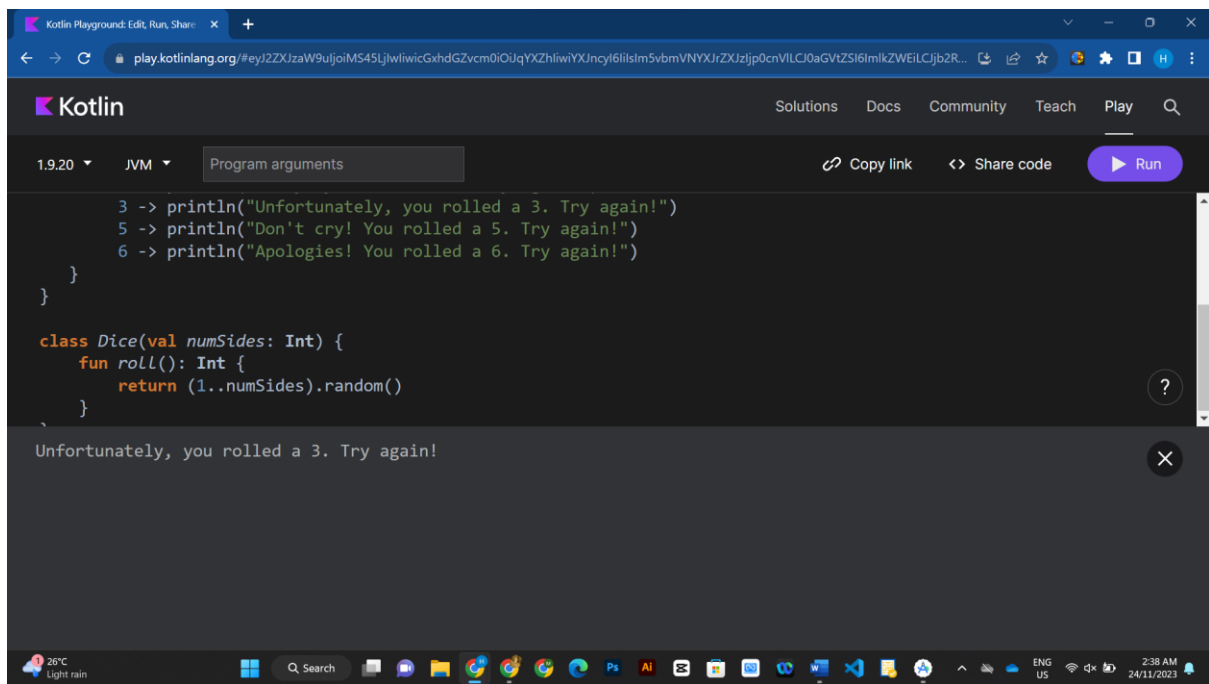 Kotlin Playground: Edit, Run, Share
play.kotlinlang.org/#eyJ2ZXJzaW9uIjoiMS45LjIwIiwicGxhdGZvcm0iOiJqYXZhIiwiYXJncyI6IiIsIm5vbmVNYXJrZXJzIjp0cnVlLCJ0aGVtZSI6ImlkZWEiLCJjb2R...
H
Kotlin
Solutions Docs Community Teach Play
1.9.20 JVM Program arguments Copy link <> Share code Run
3 -> println("Unfortunately, you rolled a 3. Try again!")
5 -> println("Don't cry! You rolled a 5. Try again!")
6 -> println("Apologies! You rolled a 6. Try again!")
}
}
class Dice(val numSides: Int) {
fun roll(): Int {
return (1..numSides).random()
}
?
Unfortunately, you rolled a 3. Try again!
1 26°C
Light rain
Search
Ps
Ai
ENG
US
2:38 AM
24/11/2023